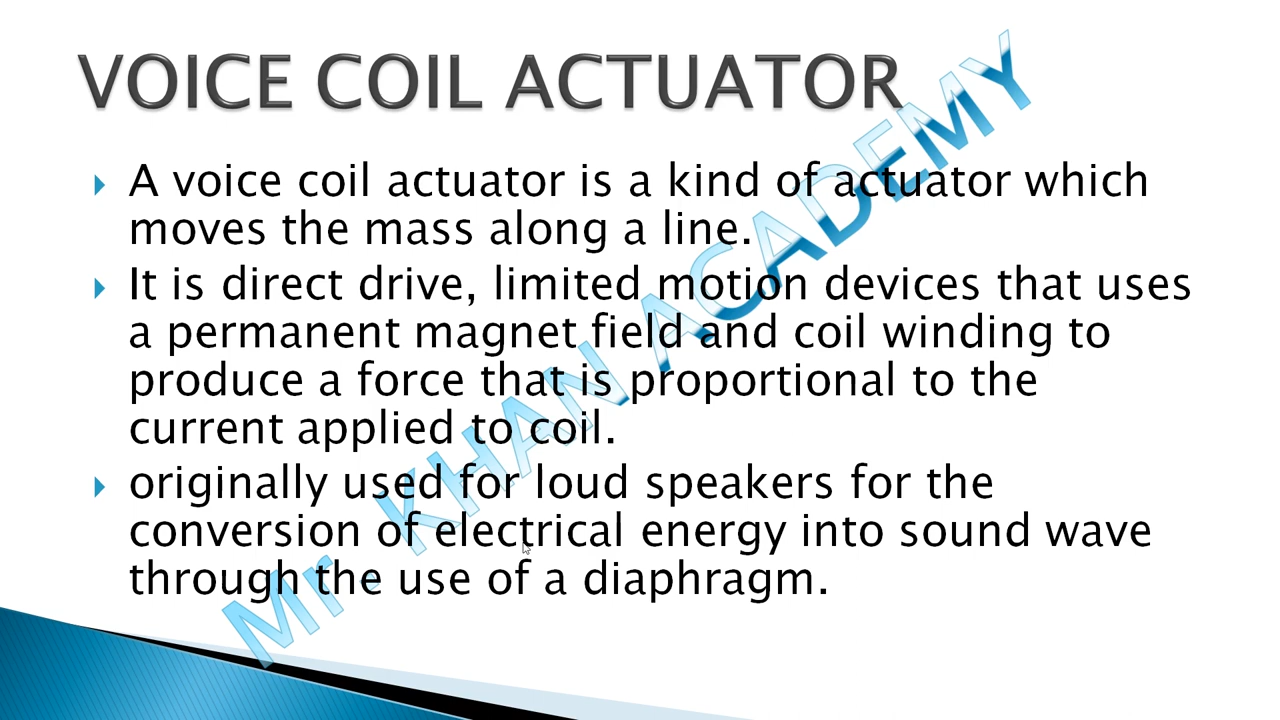 VOICE COIL ACTUATOR
A voice coil actuator is a kind of actuator which
moves the mass along a line.
It is direct drive, limited motion devices that uses
a permanent magnet field and coil winding to
produce a force that is proportional to the
current applied to coil.
originally used for loud speakers for the
conversion of electrical energy into sound wave
through the use of a diaphragm.
Mr. KHAN ACADEMY